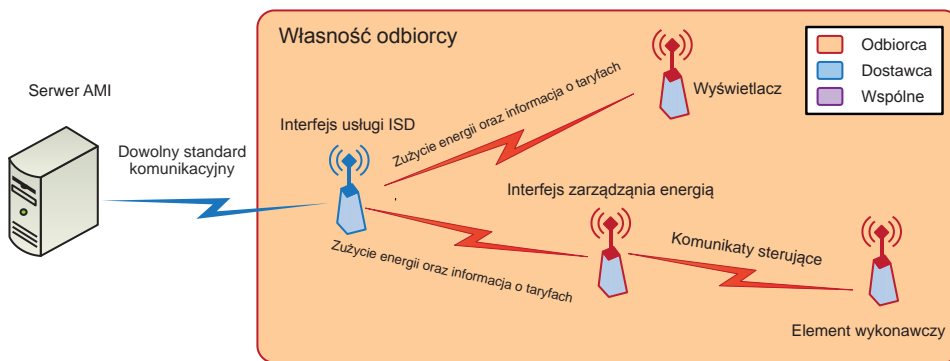 Własność odbiorcy
Odbiorca
Dostawca
Wspólne
Serwer AMI
Dowolny standard
komunikacyjny
Interfejs usługi ISD
Zużycie energii oraz informacja o taryfach
Wyświetlacz
Interfejs zarządząnia energią
Zużycie energii oraz informacja o taryfach
Komunikaty sterujące
Element wykonawczy